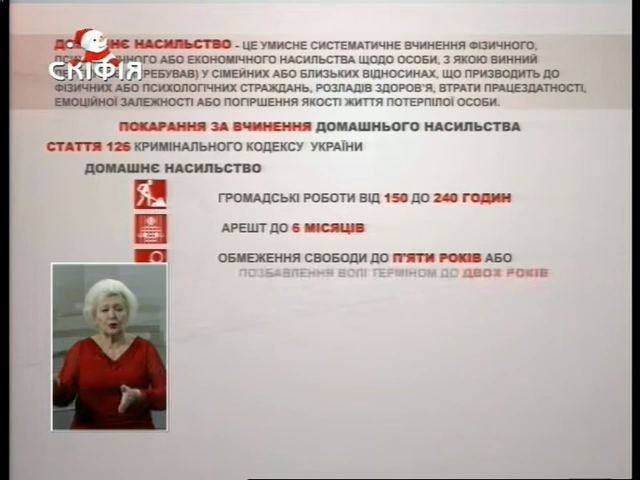 ДОМАШНЄ НАСИЛЬСТВО - ЦЕ УМИСНЕ СИСТЕМАТИЧНЕ ВЧИНЕННЯ ФІЗИЧНОГО,
АБО ЕКОНОМІЧНОГО НАСИЛЬСТВА ЩОДО ОСОБИ, З ЯКОЮ ВИННИЙ
СКІФІЯ
РЕБУВАВ) У СІМЕЙНИХ АБО БЛИЗЬКИХ ВІДНОСИНАХ, ЩО ПРИЗВОДИТЬ ДО
ФІЗИЧНИХ АБО ПСИХОЛОГІЧНИХ СТРАЖДАНЬ, РОЗЛАДІВ ЗДОРОВ'Я, ВТРАТИ ПРАЦЕЗДАТНОСТІ,
ЕМОЦІЙНОЇ ЗАЛЕЖНОСТІ АБО ПОГІРШЕННЯ ЯКОСТІ ЖИТТЯ ПОТЕРПІЛОЇ ОСОБИ.
ПОКАРАННЯ ЗА ВЧИНЕННЯ ДОМАШНЬОГО НАСИЛЬСТВА
СТАТТЯ 126 КРИМІНАЛЬНОГО КОДЕКСУ УКРАЇНИ
ДОМАШНЄ НАСИЛЬСТВО
ГРОМАДСЬКІ РОБОТИ ВІД 150 ДО 240 ГОДИН
АРЕШТ ДО 6 МІСЯЦІВ
ОБМЕЖЕННЯ СВОБОДИ ДО П'ЯТИ РОКІВ АБО
ПОЗБАВЛЕННЯ ВОЛІ ТЕРМІНОМ ДО ДВОХ РОКІВ